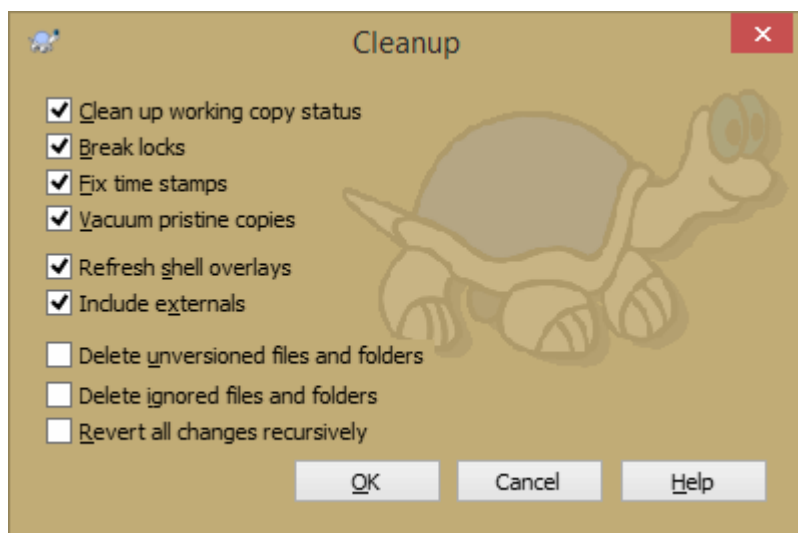 Cleanup
Clean up working copy status
Break locks
Fix time stamps
Vacuum pristine copies
Refresh shell overlays
Include externals
Delete unversioned files and folders
Delete ignored files and folders
Revert all changes recursively
OK Cancel Help